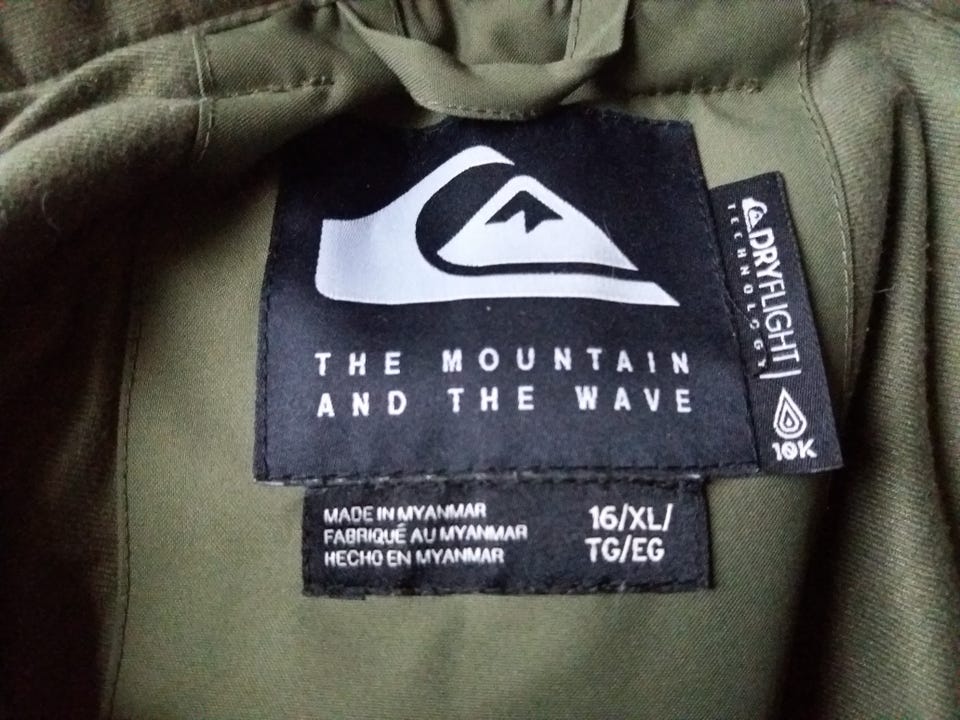 THE MOUNTAIN
AND THE WAVE
DRYFLIGHT
TECHNOLOGY
10K
MADE IN MYANMAR
FABRIQUÉ AU MYANMAR
HECHO EN MYANMAR
16/XL/
TG/EG